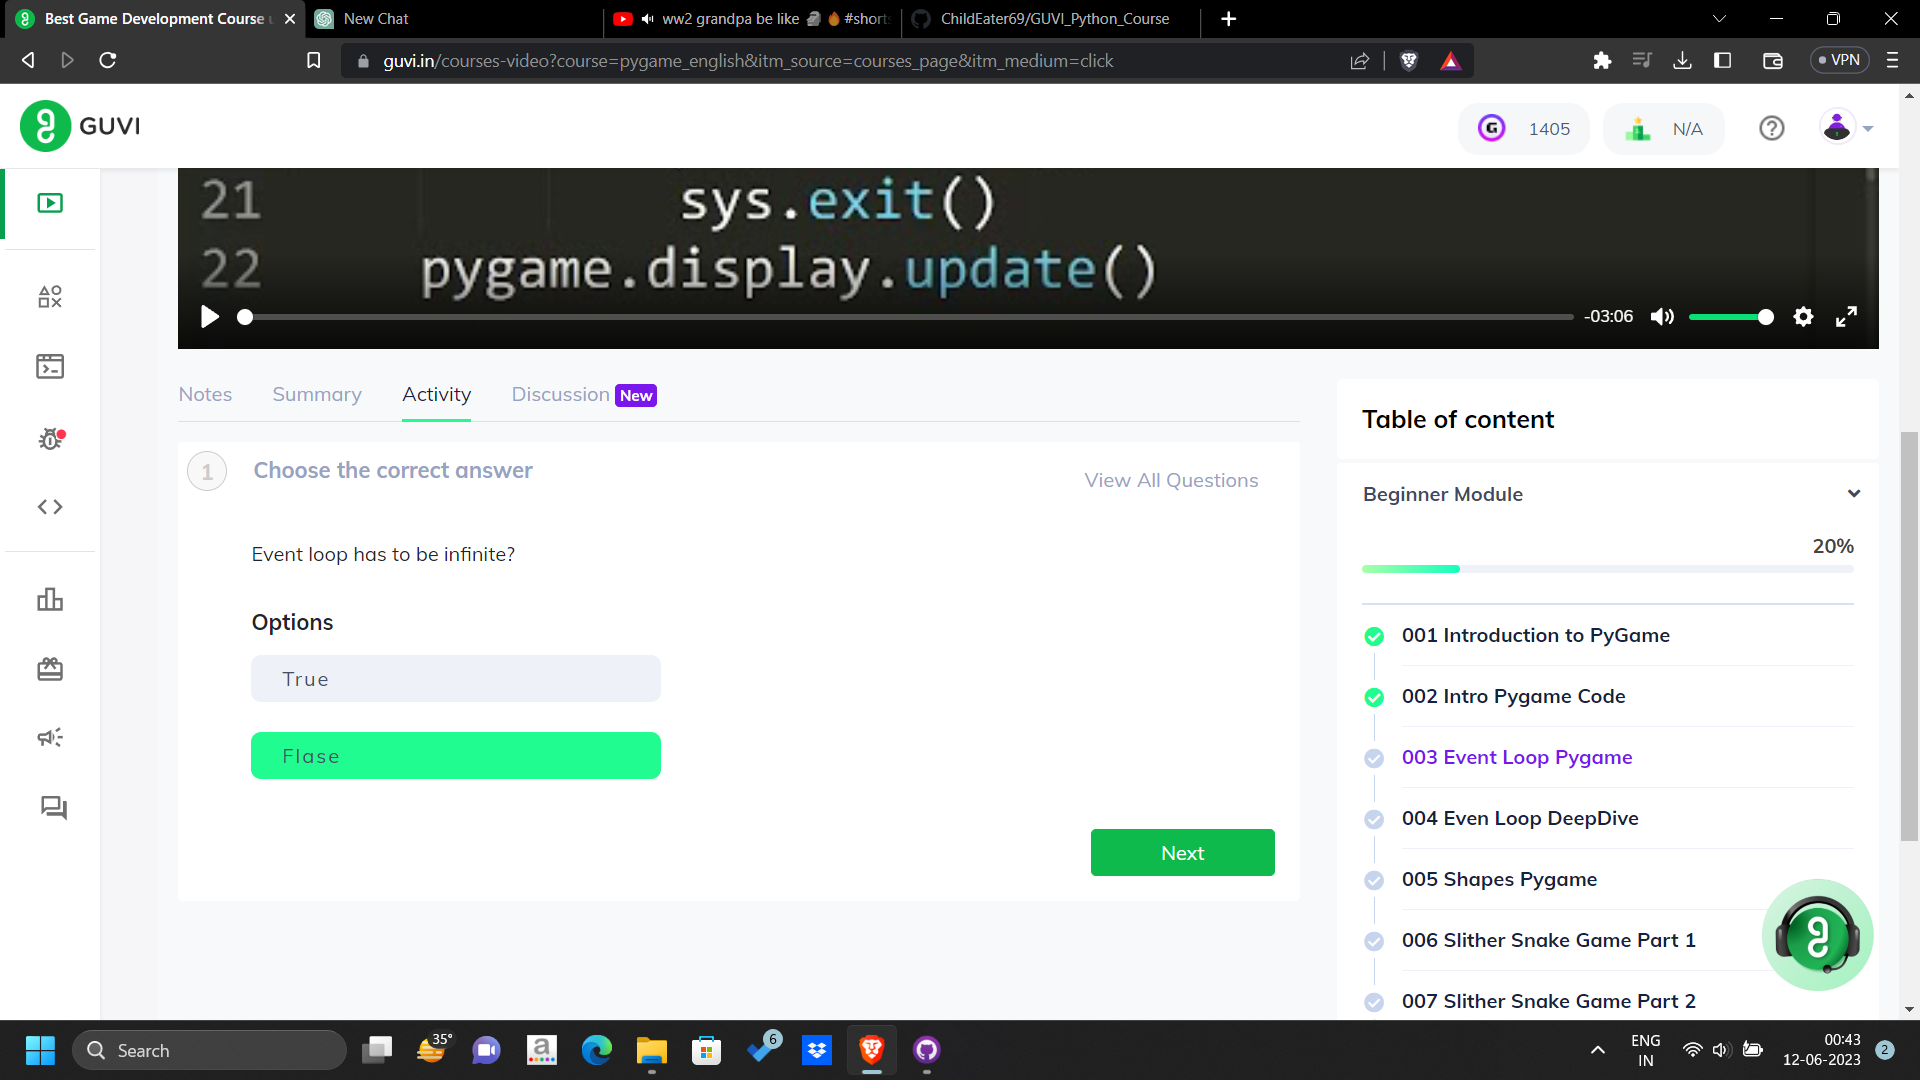 Best Game Development Course u
New Chat
ww2 grandpa be like 🗿🔥 #shorts
ChildEater69/GUVI_Python_Course
guvi.in/courses-video?course=pygame_english&itm_source=courses_page&itm_medium=click
VPN
GUVI
G
1405
N/A
21 sys.exit()
22 pygame.display.update()
-03:06
Notes
Summary
Activity
Discussion New
1
Choose the correct answer
View All Questions
Event loop has to be infinite?
Options
True
Flase
Next
Table of content
Beginner Module
20%
001 Introduction to PyGame
002 Intro Pygame Code
003 Event Loop Pygame
004 Even Loop DeepDive
005 Shapes Pygame
006 Slither Snake Game Part 1
007 Slither Snake Game Part 2
Search
35°
a
6
ENG
IN
00:43
12-06-2023
2